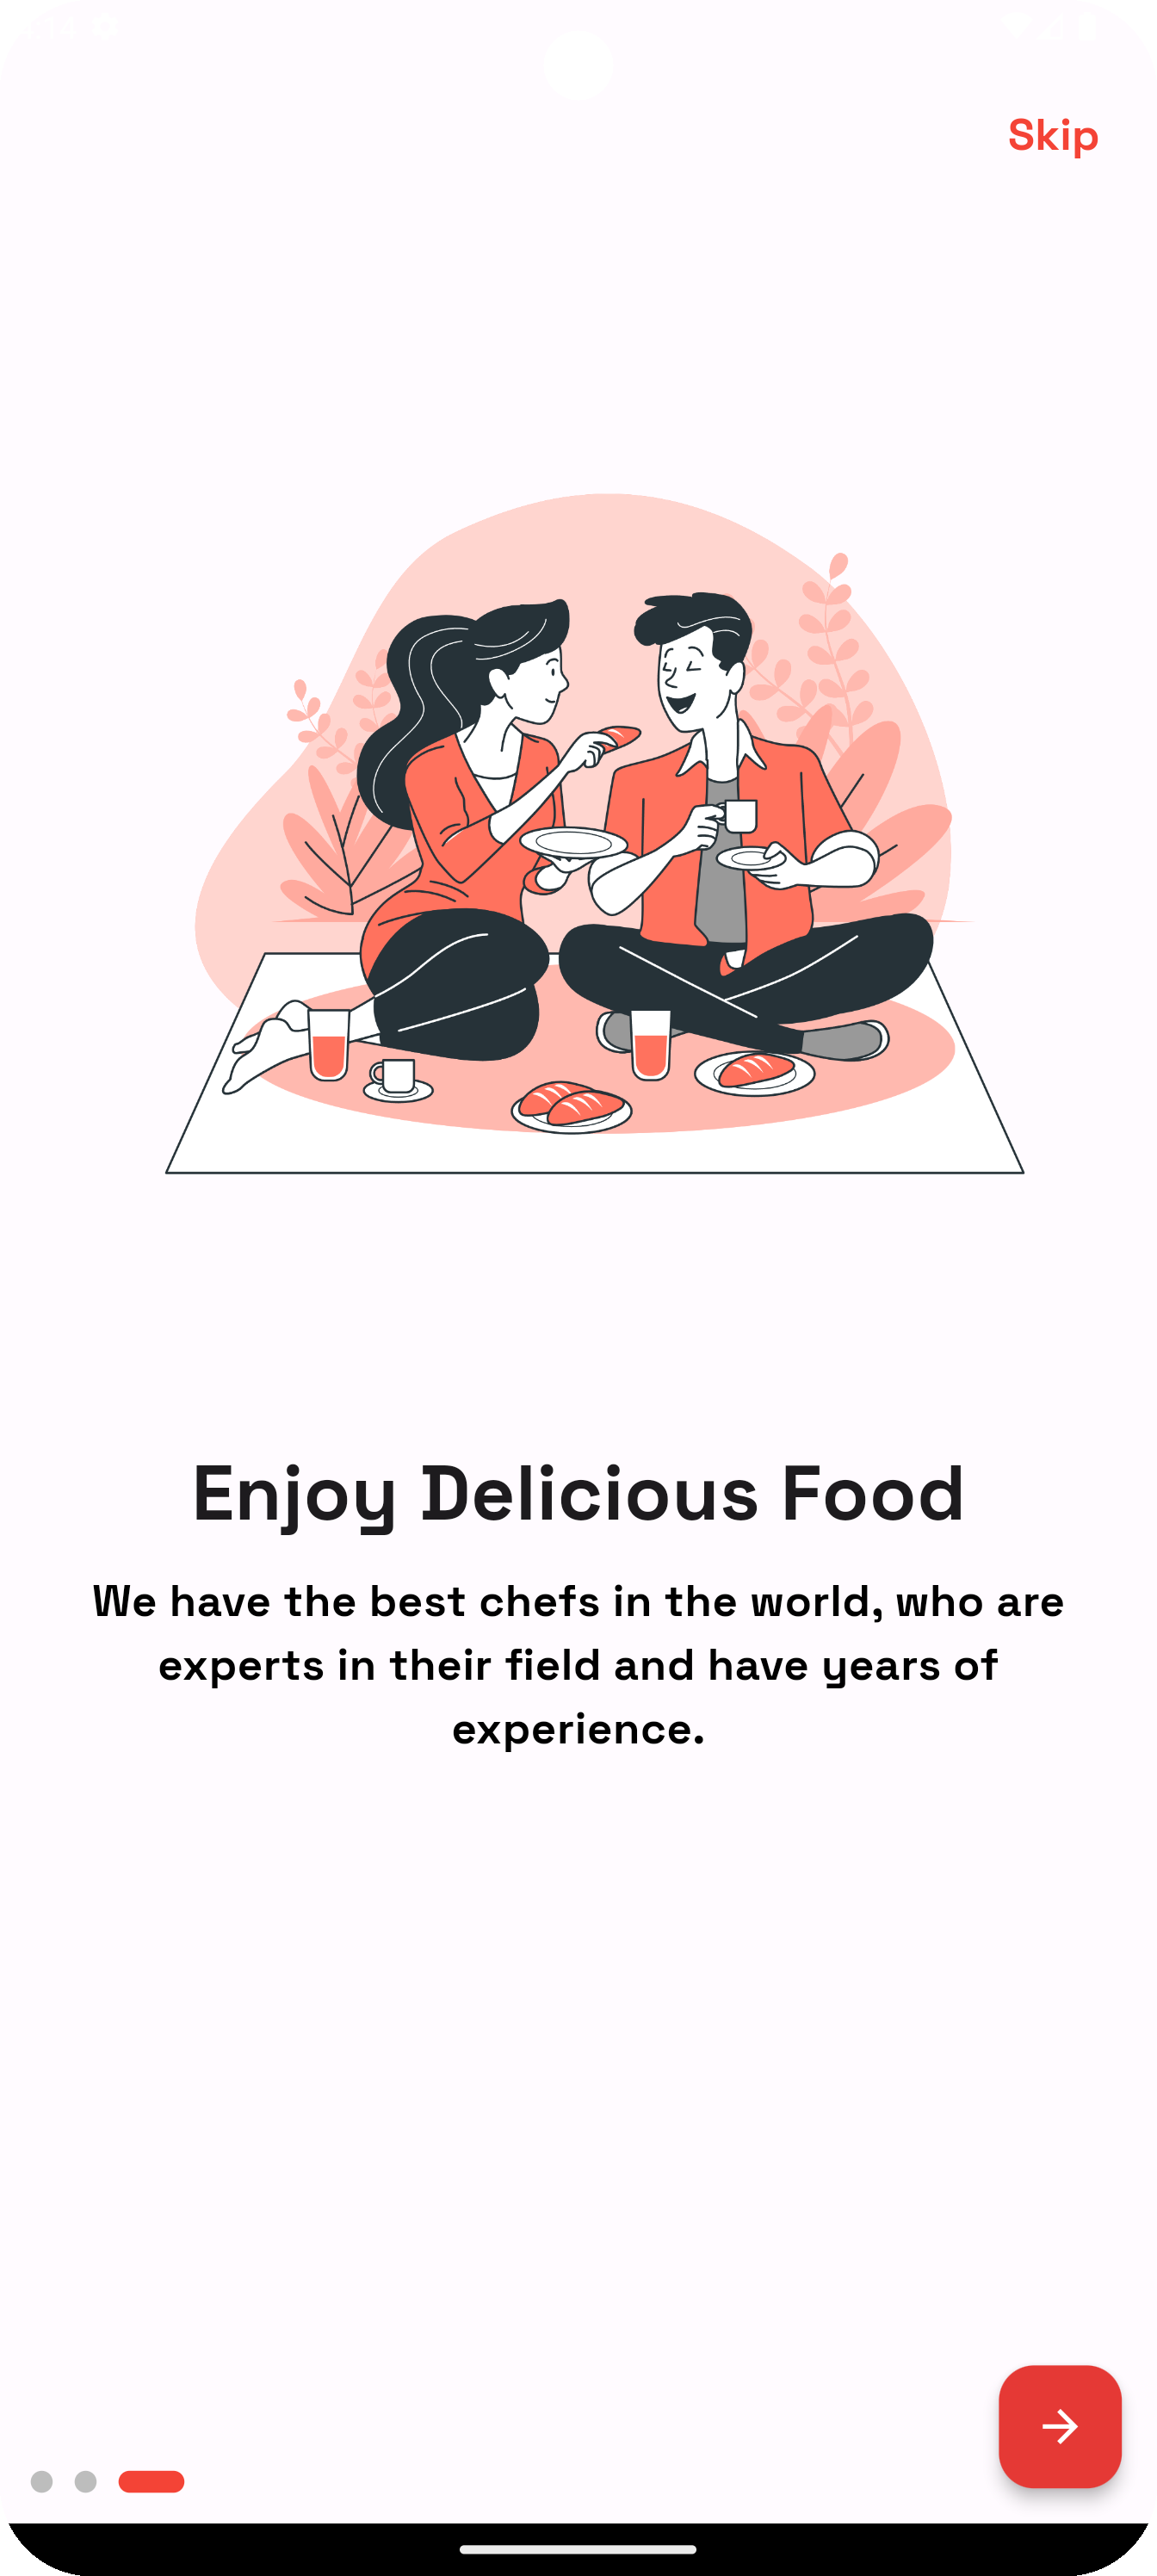 Skip
Enjoy Delicious Food
We have the best chefs in the world, who are
experts in their field and have years of
experience.